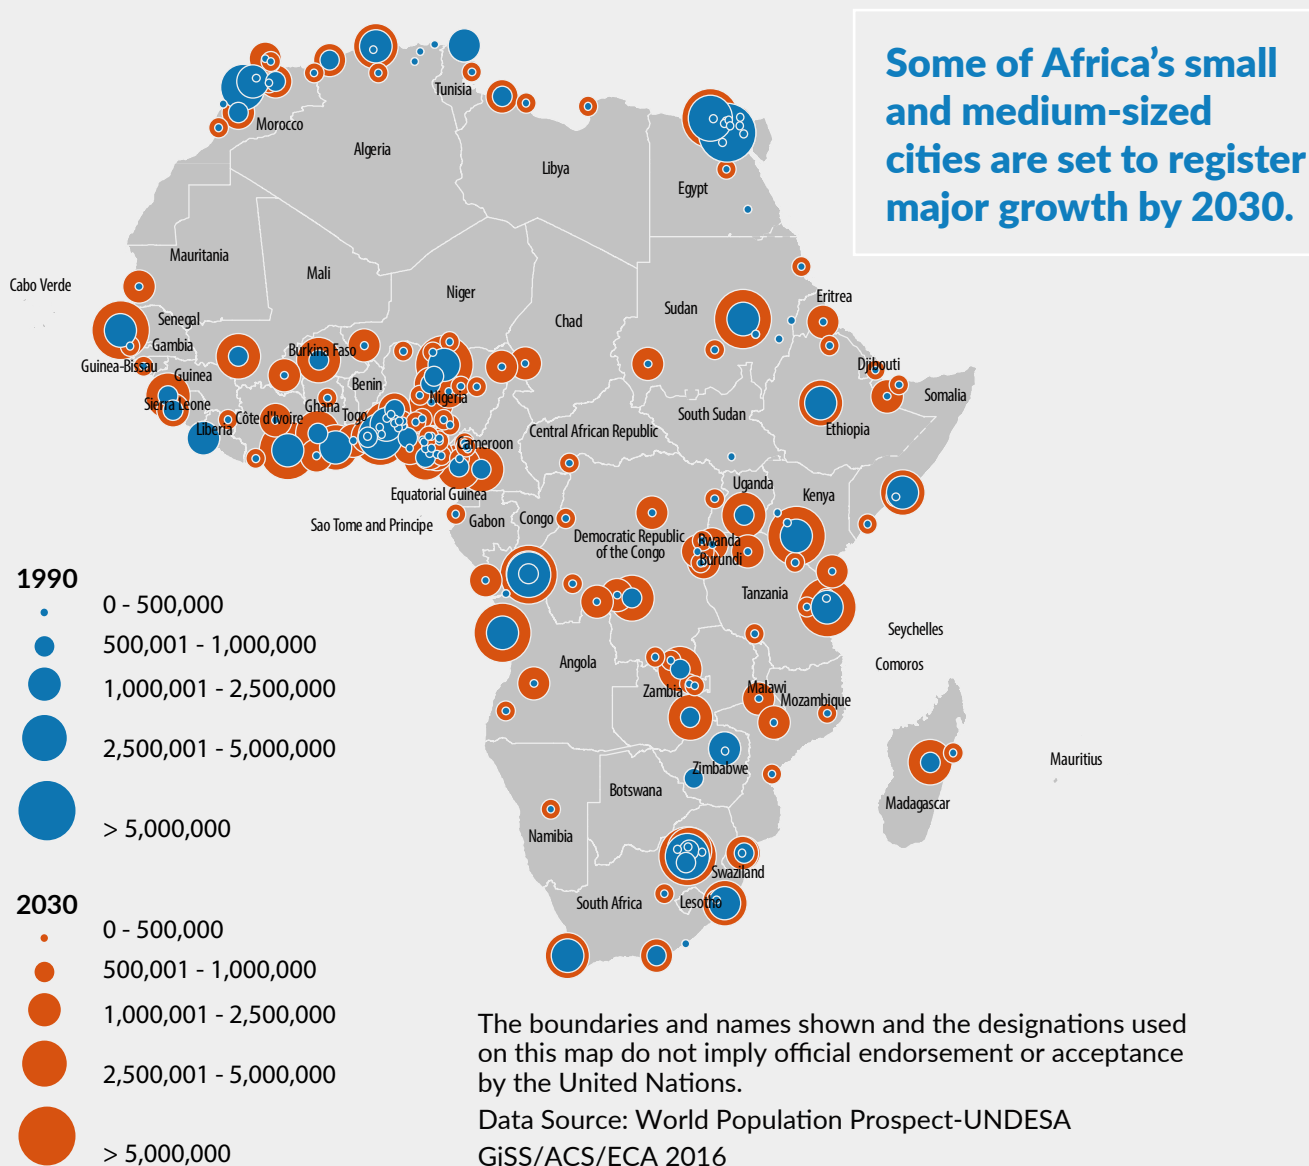 Some of Africa’s small
and medium-sized
cities are set to register
major growth by 2030.
Tunisia
Morocco
Algeria
Libya
Egypt
Mauritania
Mali
Niger
Chad
Sudan
Eritrea
Cabo Verde
Senegal
Gambia
Guinea-Bissau
Guinea
Sierra Leone
Liberia
Côte d'Ivoire
Burkina Faso
Ghana
Togo
Benin
Nigeria
Cameroon
Central African Republic
South Sudan
Djibouti
Somalia
Ethiopia
Equatorial Guinea
Sao Tome and Principe
Gabon
Congo
Democratic Republic
of the Congo
Uganda
Kenya
Rwanda
Burundi
Tanzania
Seychelles
Comoros
Angola
Zambia
Malawi
Mozambique
Zimbabwe
Botswana
Namibia
Madagascar
Mauritius
Swaziland
South Africa
Lesotho
1990
0 - 500,000
500,001 - 1,000,000
1,000,001 - 2,500,000
2,500,001 - 5,000,000
> 5,000,000
2030
0 - 500,000
500,001 - 1,000,000
1,000,001 - 2,500,000
2,500,001 - 5,000,000
> 5,000,000
The boundaries and names shown and the designations used
on this map do not imply official endorsement or acceptance
by the United Nations.
Data Source: World Population Prospect-UNDESA
GiSS/ACS/ECA 2016